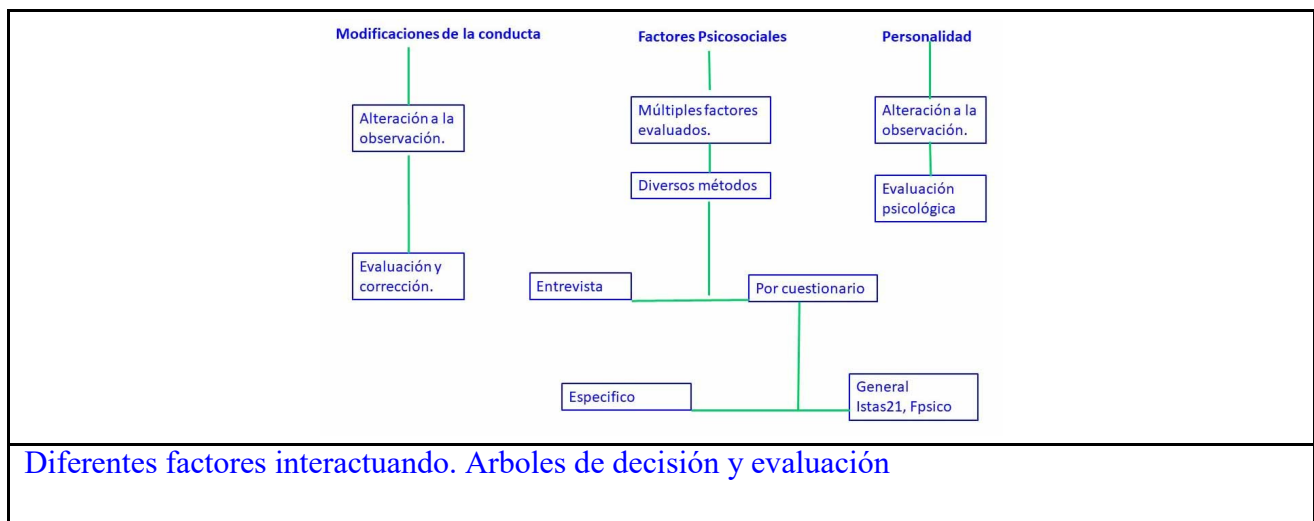 Modificaciones de la conducta
Factores Psicosociales
Personalidad
Alteración a la
observación.
Múltiples factores
evaluados.
Alteración a la
observación.
Diversos métodos
Evaluación
psicológica
Evaluación y
corrección.
Entrevista
Por cuestionario
Especifico
General
Istas21, Fpsico
Diferentes factores interactuando. Arboles de decisión y evaluación